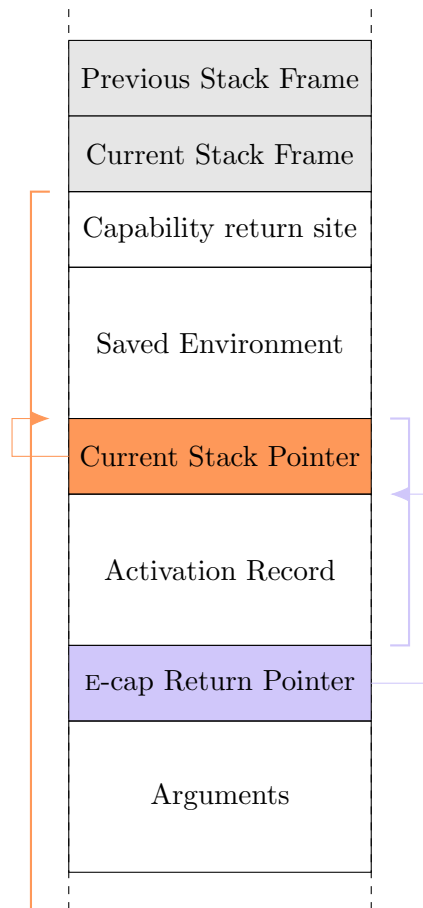 Previous Stack Frame
Current Stack Frame
Capability return site
Saved Environment
Current Stack Pointer
Activation Record
E-cap Return Pointer
Arguments